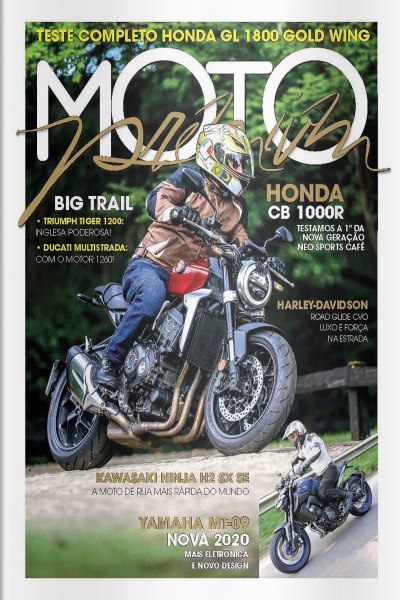 TESTE COMPLETO HONDA GL 1800 GOLD WING
MOTO
prémium
BIG TRAIL
• TRIUMPH TIGER 1200:
INGLESA PODEROSA!
• DUCATI MULTISTRADA:
COM O MOTOR 1260!
HONDA
CB 1000R
TESTAMOS A 1ª DA
NOVA GERAÇÃO
NEO SPORTS CAFÉ
HARLEY-DAVIDSON
ROAD GLIDE CVO
LUXO E FORÇA
NA ESTRADA
KAWASAKI NINJA H2 SX SE
A MOTO DE RUA MAIS RÁPIDA DO MUNDO
YAMAHA MT-09
NOVA 2020
MAIS ELETRÔNICA
E NOVO DESIGN